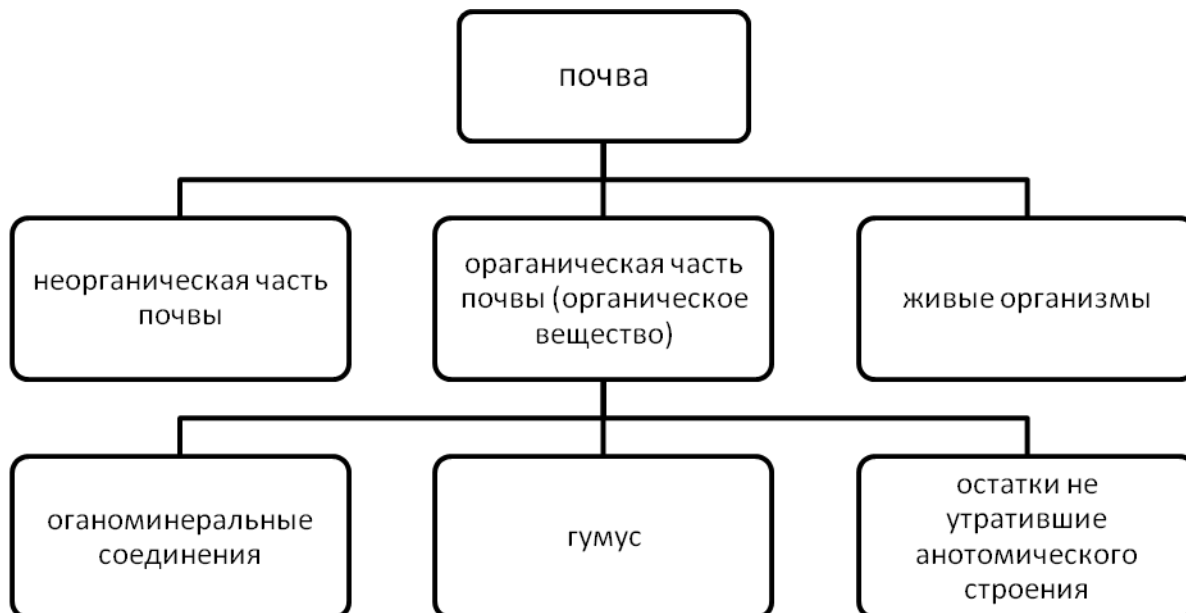 почва
неорганическая часть
почвы
ораганическая часть
почвы (органическое
вещество)
живые организмы
оганоминеральные
соединения
гумус
остатки не
утратившие
анотомического
строения